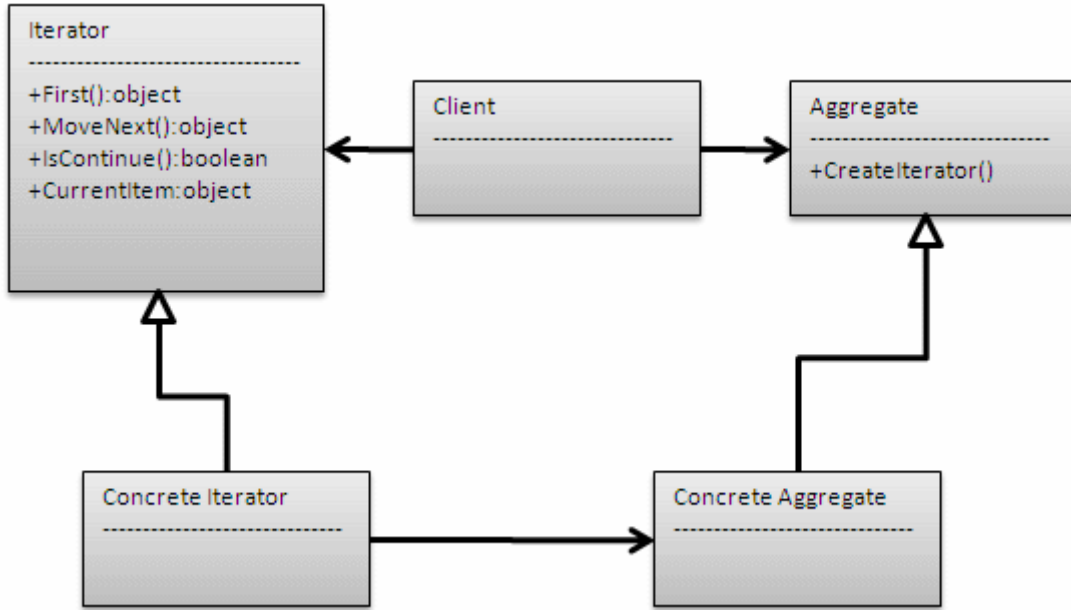 Iterator
----------------------------------
+First():object
+MoveNext():object
+IsContinue():boolean
+CurrentItem:object
Client
------------------------------
Aggregate
------------------------------
+CreateIterator()
Concrete Iterator
------------------------------
Concrete Aggregate
------------------------------